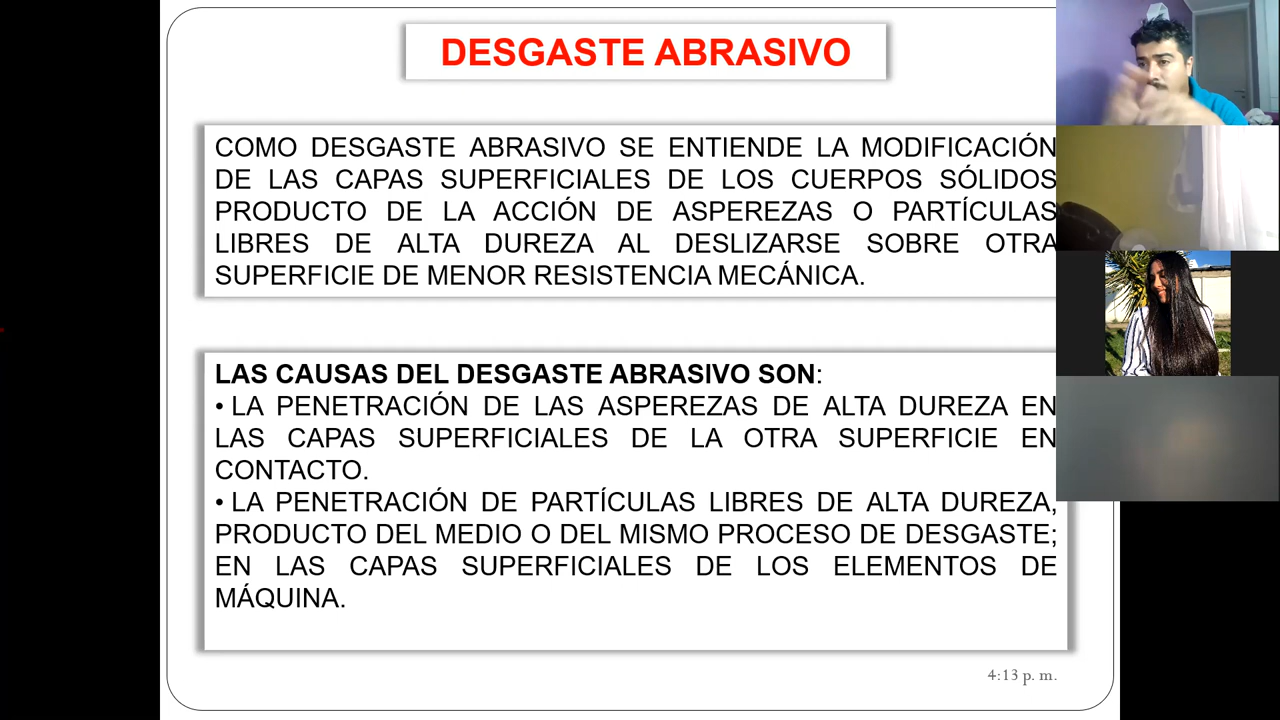 DESGASTE ABRASIVO
COMO DESGASTE ABRASIVO SE ENTIENDE LA MODIFICACIÓN
DE LAS CAPAS SUPERFICIALES DE LOS CUERPOS SÓLIDOS
PRODUCTO DE LA ACCIÓN DE ASPEREZAS O PARTÍCULAS
LIBRES DE ALTA DUREZA AL DESLIZARSE SOBRE OTRA
SUPERFICIE DE MENOR RESISTENCIA MECÁNICA.
LAS CAUSAS DEL DESGASTE ABRASIVO SON:
• LA PENETRACIÓN DE LAS ASPEREZAS DE ALTA DUREZA EN
LAS CAPAS SUPERFICIALES DE LA OTRA SUPERFICIE EN
CONTACTO.
• LA PENETRACIÓN DE PARTÍCULAS LIBRES DE ALTA DUREZA,
PRODUCTO DEL MEDIO O DEL MISMO PROCESO DE DESGASTE;
EN LAS CAPAS SUPERFICIALES DE LOS ELEMENTOS DE
MÁQUINA.
4:13 p. m.